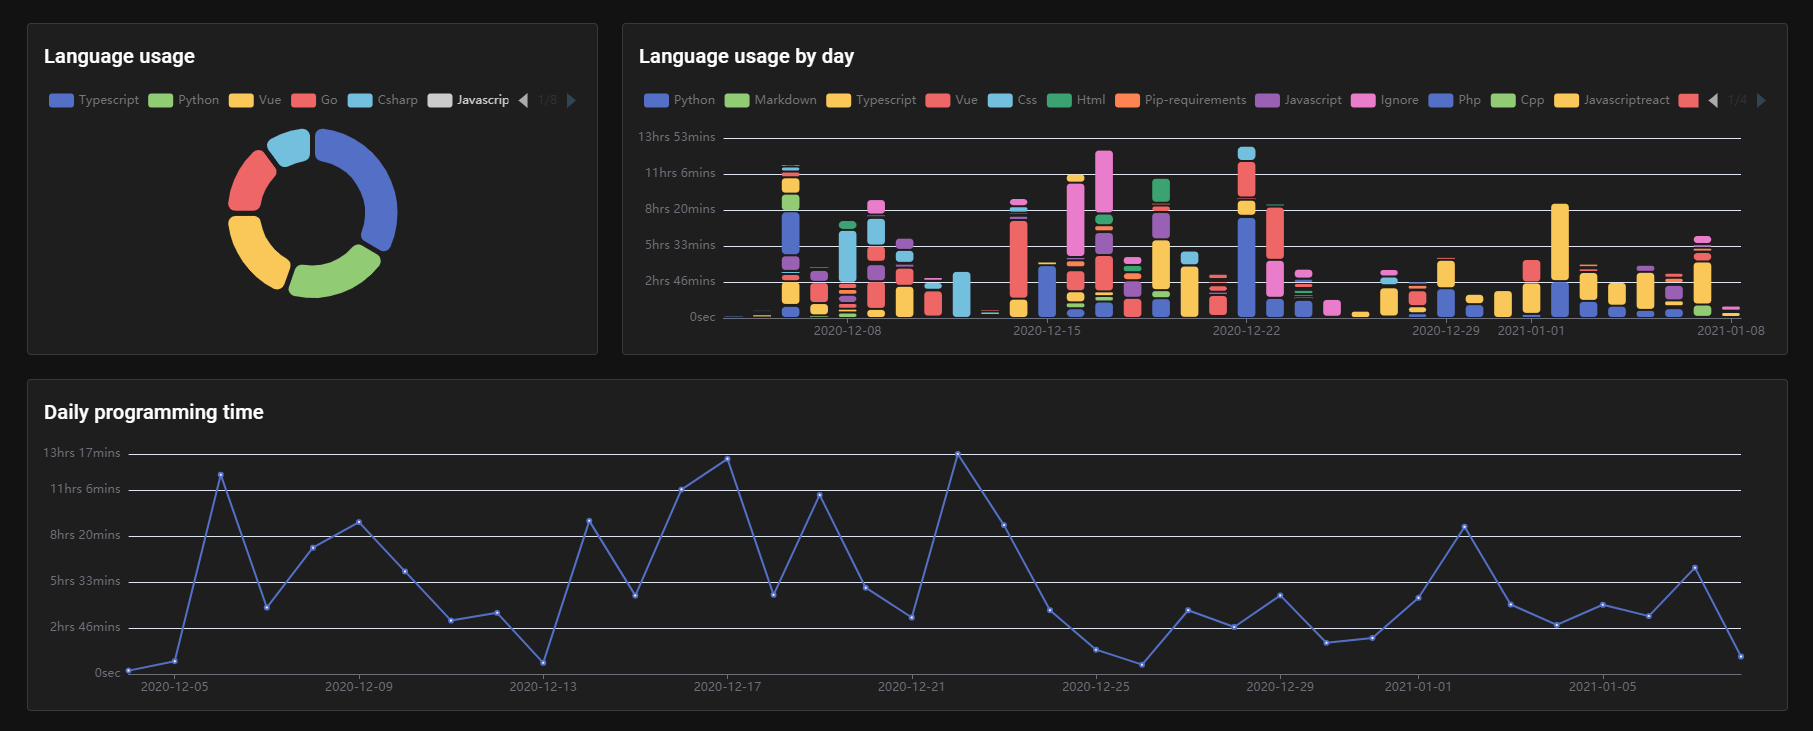 Language usage
Typescript Python Vue Go Csharp Javascrip 1/8
Language usage by day
Python Markdown Typescript Vue Css Html Pip-requirements Javascript Ignore Php Cpp Javascriptreact 1/4
13hrs 53mins
11hrs 6mins
8hrs 20mins
5hrs 33mins
2hrs 46mins
0sec
2020-12-08 2020-12-15 2020-12-22 2020-12-29 2021-01-01 2021-01-08
Daily programming time
13hrs 17mins
11hrs 6mins
8hrs 20mins
5hrs 33mins
2hrs 46mins
0sec
2020-12-05 2020-12-09 2020-12-13 2020-12-17 2020-12-21 2020-12-25 2020-12-29 2021-01-01 2021-01-05